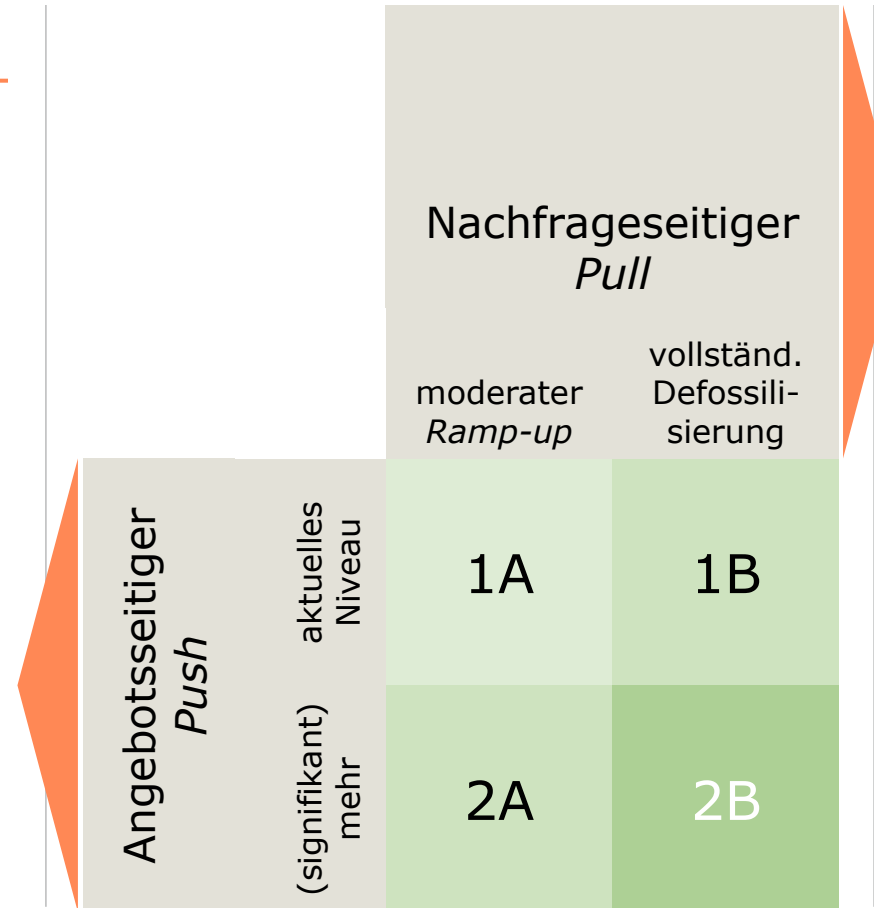 Nachfrageseitiger
Pull
moderater
Ramp-up
vollständ.
Defossili-
sierung
Angebotsseitiger
Push
aktuelles
Niveau
1A
1B
(signifikant)
mehr
2A
2B